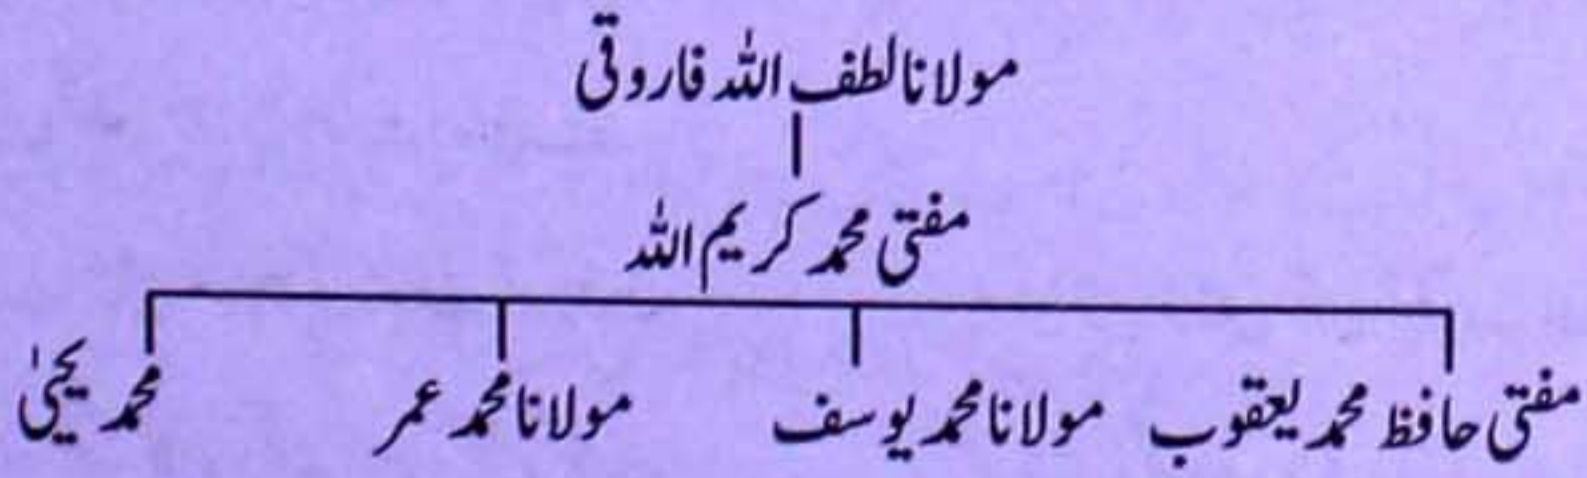 مولانا لطف اللہ فاروقی
مفتی محمد کریم اللہ
مفتی حافظ محمد یعقوب مولانا محمد یوسف مولانا محمد عمر محمد یحیٰی